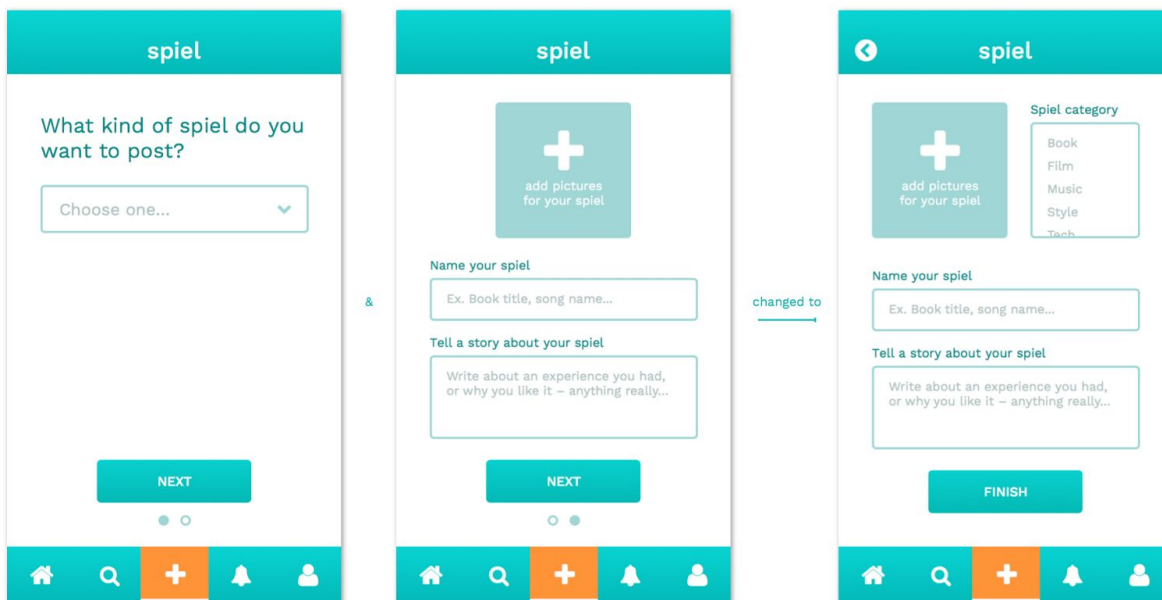 spiel
What kind of spiel do you
want to post?
Choose one...
NEXT
&
spiel
add pictures
for your spiel
Name your spiel
Ex. Book title, song name...
Tell a story about your spiel
Write about an experience you had,
or why you like it – anything really...
NEXT
changed to
spiel
add pictures
for your spiel
Spiel category
Book
Film
Music
Style
Tech
Name your spiel
Ex. Book title, song name...
Tell a story about your spiel
Write about an experience you had,
or why you like it – anything really...
FINISH